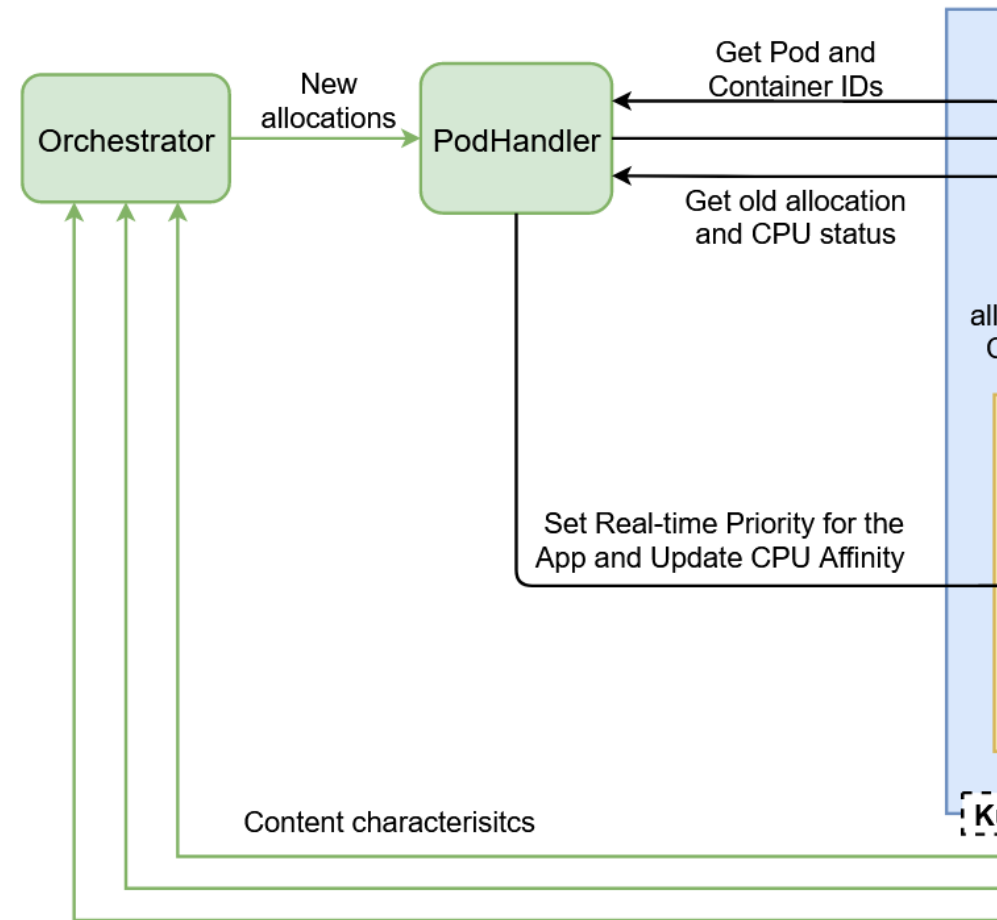 Get Pod and
Container IDs
New
allocations
Orchestrator
PodHandler
Get old allocation
and CPU status
Set Real-time Priority for the
App and Update CPU Affinity
Content characterisitcs